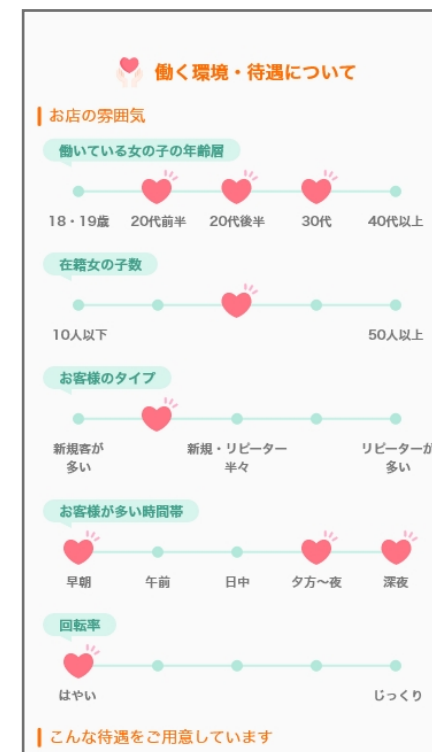 働く環境・待遇について
お店の雰囲気
働いている女の子の年齢層
18・19歳 20代前半 20代後半 30代 40代以上
在籍女の子数
10人以下 50人以上
お客様のタイプ
新規客が 新規・リピーター リピーターが
多い 半々 多い
お客様が多い時間帯
早朝 午前 日中 夕方～夜 深夜
回転率
はやい じっくり
こんな待遇をご用意しています